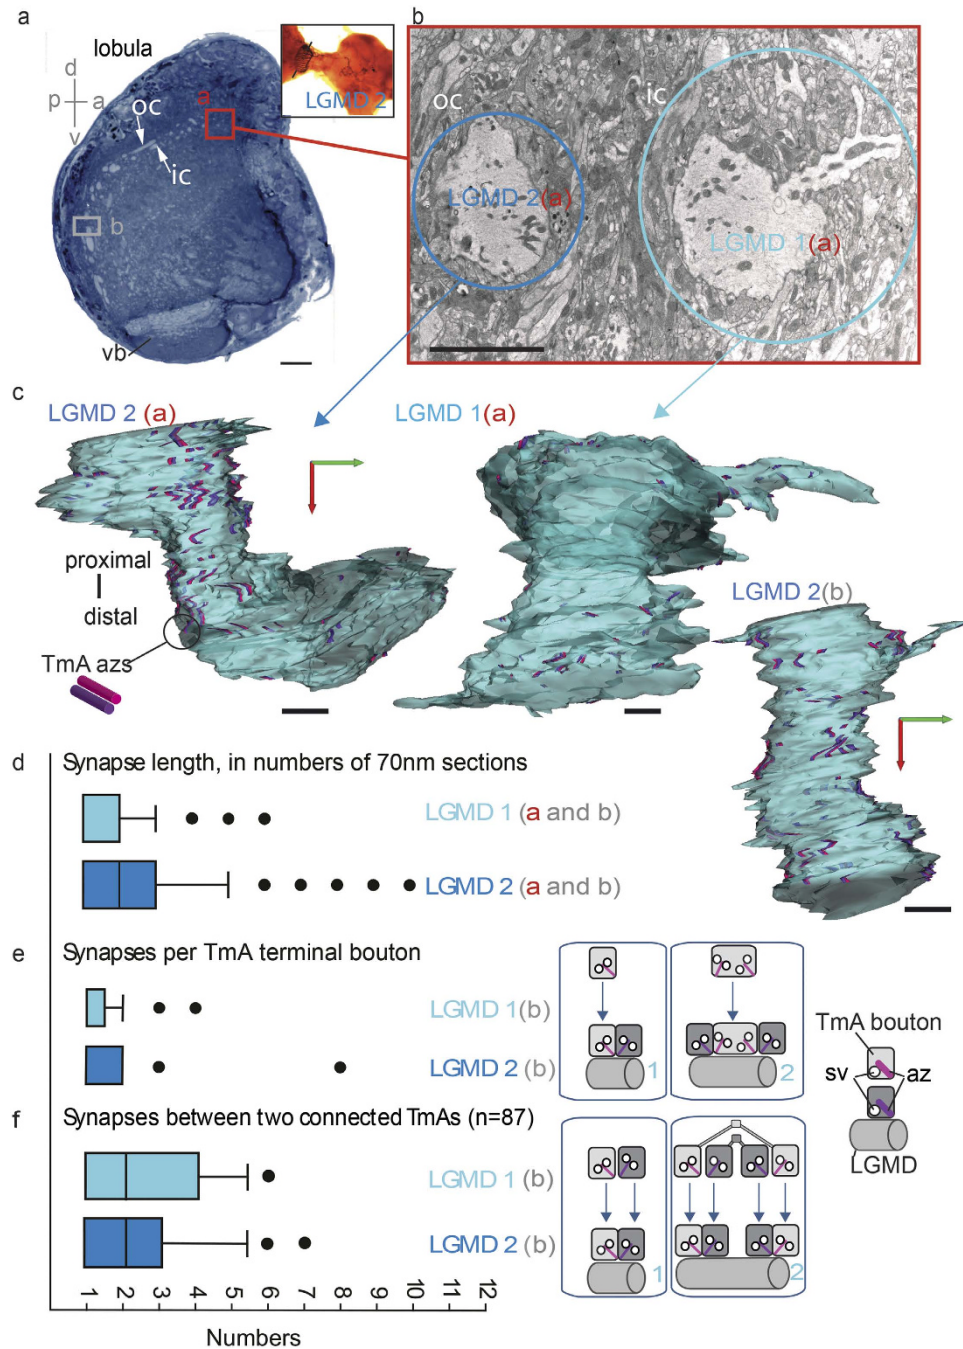 a
lobula
d
p a
v
oc
ic
a
b
vb
LGMD 2
b
oc
ic
LGMD 2(a)
LGMD 1(a)
c
LGMD 2 (a)
LGMD 1(a)
proximal
distal
TmA azs
LGMD 2(b)
d
Synapse length, in numbers of 70nm sections
LGMD 1 (a and b)
LGMD 2 (a and b)
e
Synapses per TmA terminal bouton
LGMD 1(b)
LGMD 2 (b)
1
2
TmA bouton
sv
az
LGMD
f
Synapses between two connected TmAs (n=87)
LGMD 1 (b)
LGMD 2 (b)
1
2
1 2 3 4 5 6 7 8 9 10 11 12
Numbers